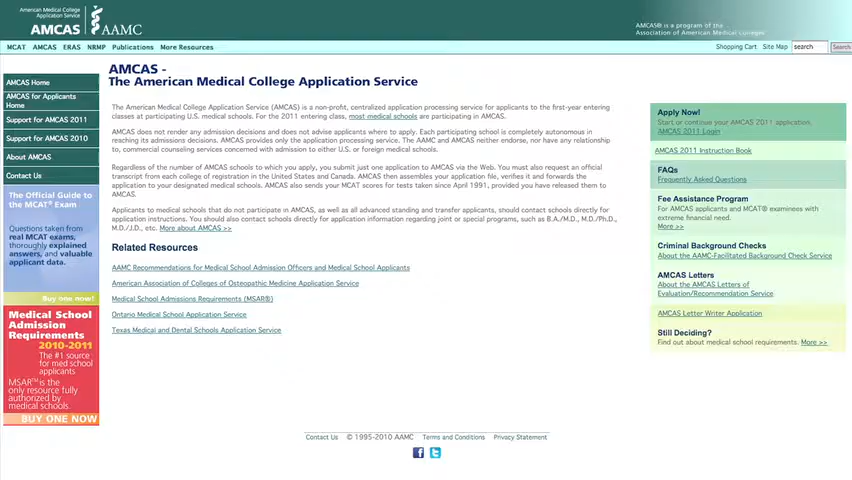 American Medical College
Application Service
AMCAS
AAMC
AMCAS® is a program of the
Association of American Medical Colleges
MCAT AMCAS ERAS NRMP Publications More Resources
Shopping Cart Site Map search Search
AMCAS Home
AMCAS for Applicants
Home
Support for AMCAS 2011
Support for AMCAS 2010
About AMCAS
Contact Us
The Official Guide to
the MCAT® Exam
Questions taken from
real MCAT exams,
thoroughly explained
answers, and valuable
applicant data.
Buy one now!
Medical School
Admission
Requirements
2010-2011
The #1 source
for med school
applicants
MSAR™ is the
only resource fully
authorized by
medical schools.
BUY ONE NOW
AMCAS -
The American Medical College Application Service
The American Medical College Application Service (AMCAS) is a non-profit, centralized application processing service for applicants to the first-year entering
classes at participating U.S. medical schools. For the 2011 entering class, most medical schools are participating in AMCAS.
AMCAS does not render any admission decisions and does not advise applicants where to apply. Each participating school is completely autonomous in
reaching its admissions decisions. AMCAS provides only the application processing service. The AAMC and AMCAS neither endorse, nor have any relationship
to, commercial counseling services concerned with admission to either U.S. or foreign medical schools.
Regardless of the number of AMCAS schools to which you apply, you submit just one application to AMCAS via the Web. You must also request an official
transcript from each college of registration in the United States and Canada. AMCAS then assembles your application file, verifies it and forwards the
application to your designated medical schools. AMCAS also sends your MCAT scores for tests taken since April 1991, provided you have released them to
AMCAS.
Applicants to medical schools that do not participate in AMCAS, as well as all advanced standing and transfer applicants, should contact schools directly for
application instructions. You should also contact schools directly for application information regarding joint or special programs, such as B.A./M.D., M.D./Ph.D.,
M.D./J.D., etc. More about AMCAS >>
Related Resources
AAMC Recommendations for Medical School Admission Officers and Medical School Applicants
American Association of Colleges of Osteopathic Medicine Application Service
Medical School Admissions Requirements (MSAR®)
Ontario Medical School Application Service
Texas Medical and Dental Schools Application Service
Apply Now!
Start or continue your AMCAS 2011 application.
AMCAS 2011 Login
AMCAS 2011 Instruction Book
FAQs
Frequently Asked Questions
Fee Assistance Program
For AMCAS applicants and MCAT® examinees with
extreme financial need.
More >>
Criminal Background Checks
About the AAMC-Facilitated Background Check Service
AMCAS Letters
About the AMCAS Letters of
Evaluation/Recommendation Service
AMCAS Letter Writer Application
Still Deciding?
Find out about medical school requirements. More >>
Contact Us © 1995-2010 AAMC Terms and Conditions Privacy Statement